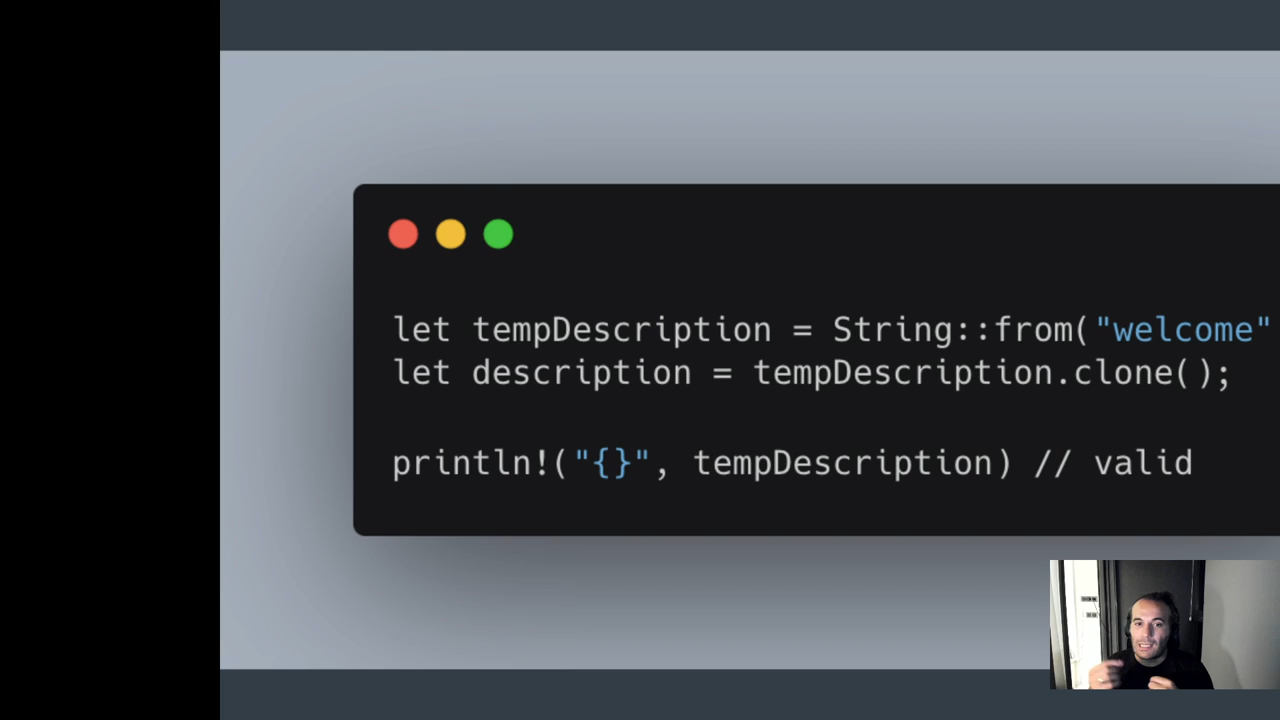 let tempDescription = String::from("welcome"
let description = tempDescription.clone();
println!("{}", tempDescription) // valid